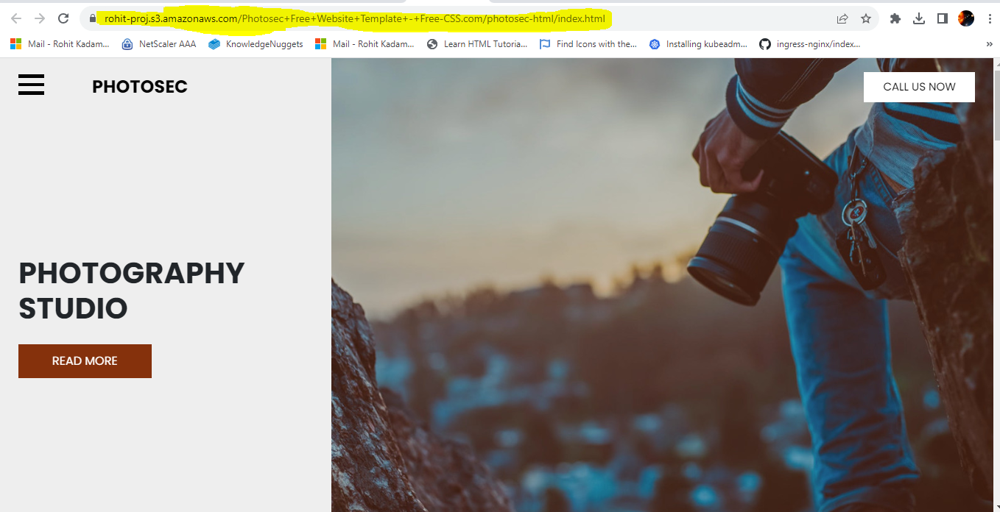 rohit-proj.s3.amazonaws.com/Photosec+Free+Website+Template+-+Free-CSS.com/photosec-html/index.html
Mail - Rohit Kadam... NetScaler AAA KnowledgeNuggets Mail - Rohit Kadam... Learn HTML Tutoria... Find Icons with the... Installing kubeadm... ingress-nginx/index... »
PHOTOSEC
CALL US NOW
PHOTOGRAPHY
STUDIO
READ MORE